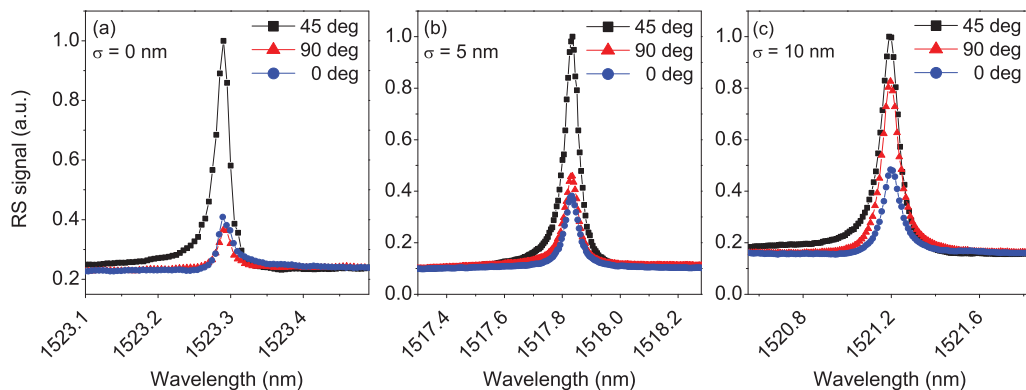 (a)
σ = 0 nm
45 deg
90 deg
0 deg
RS signal (a.u.)
1.0
0.8
0.6
0.4
0.2
1523.1
1523.2
1523.3
1523.4
Wavelength (nm)
(b)
σ = 5 nm
45 deg
90 deg
0 deg
1.0
0.8
0.6
0.4
0.2
0.0
1517.4
1517.6
1517.8
1518.0
1518.2
Wavelength (nm)
(c)
σ = 10 nm
45 deg
90 deg
0 deg
1.0
0.8
0.6
0.4
0.2
0.0
1520.8
1521.2
1521.6
Wavelength (nm)